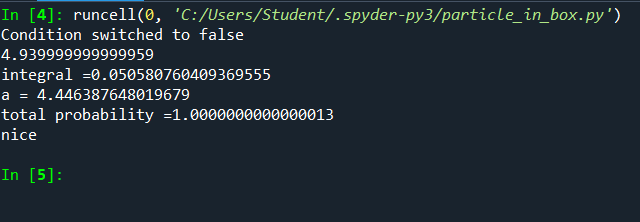 In [4]: runcell(0, 'C:/Users/Student/.spyder-py3/particle_in_box.py')
Condition switched to false
4.939999999999959
integral =0.050580760409369555
a = 4.446387648019679
total probability =1.0000000000000013
nice
In [5]: